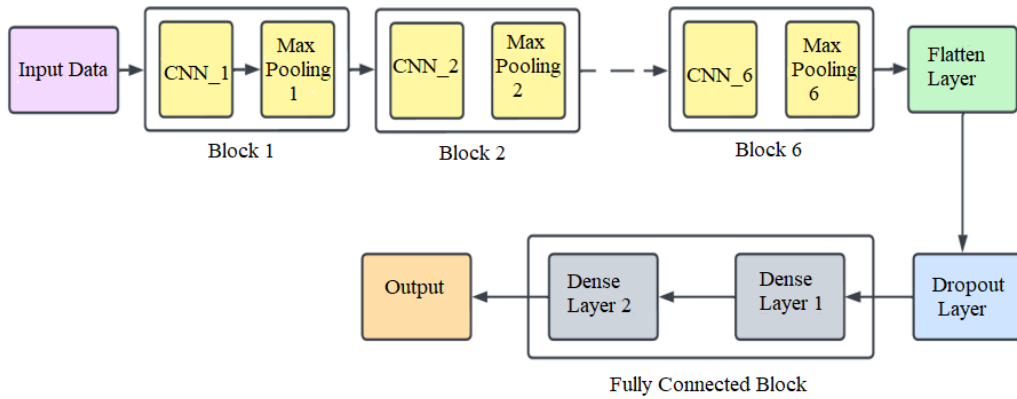 Input Data
CNN_1
Max
Pooling
1
Block 1
CNN_2
Max
Pooling
2
Block 2
CNN_6
Max
Pooling
6
Block 6
Flatten
Layer
Dropout
Layer
Dense
Layer 1
Dense
Layer 2
Fully Connected Block
Output